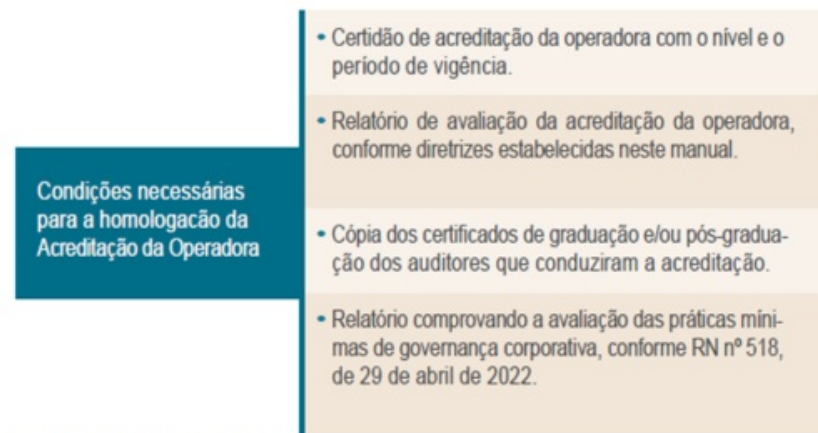 Condições necessárias
para a homologacão da
Acreditação da Operadora
• Certidão de acreditação da operadora com o nível e o
período de vigência.
• Relatório de avaliação da acreditação da operadora,
conforme diretrizes estabelecidas neste manual.
• Cópia dos certificados de graduação e/ou pós-gradua-
ção dos auditores que conduziram a acreditação.
• Relatório comprovando a avaliação das práticas míni-
mas de governança corporativa, conforme RN nº 518,
de 29 de abril de 2022.